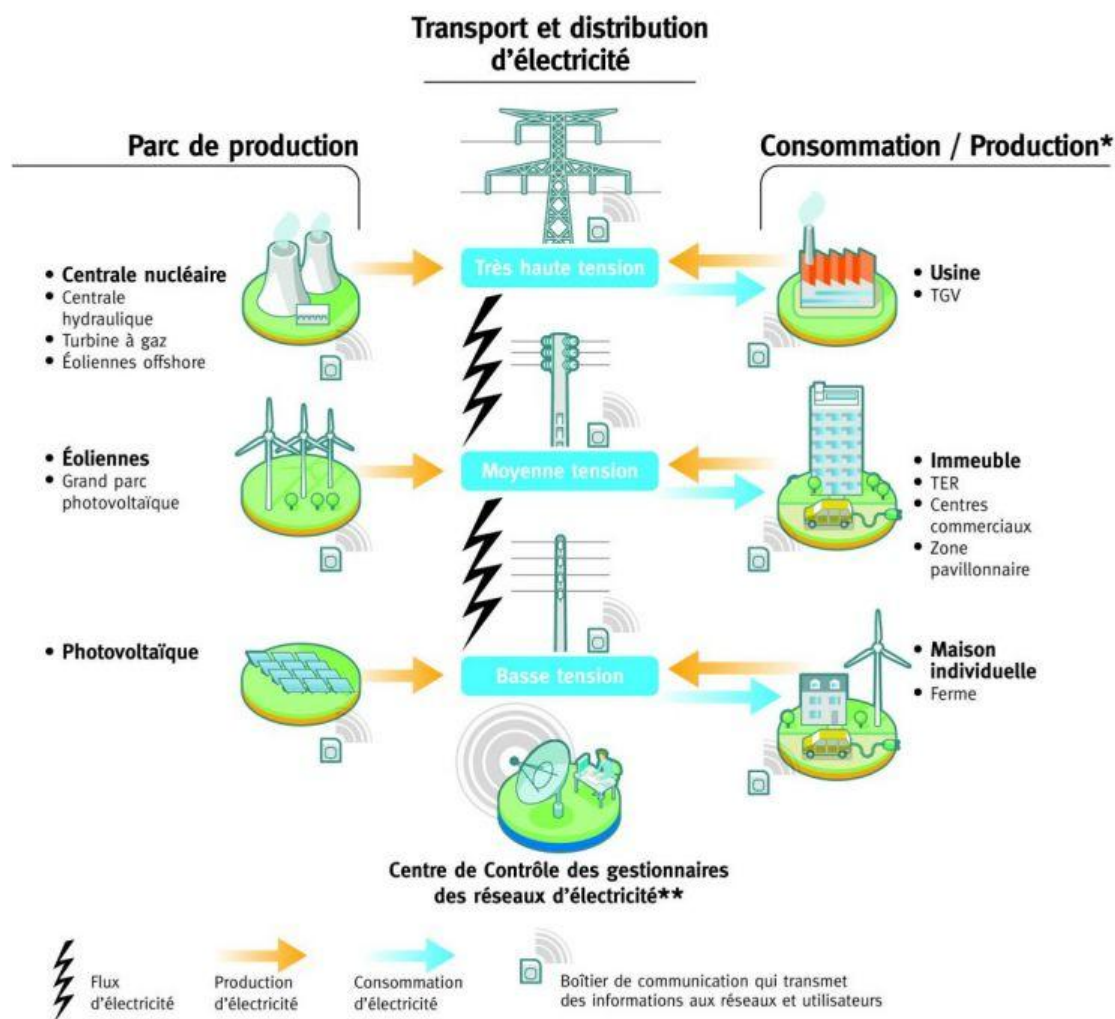 Transport et distribution
d'électricité
Parc de production
Consommation / Production*
• Centrale nucléaire
• Centrale
hydraulique
• Turbine à gaz
• Éoliennes offshore
Très haute tension
• Usine
• TGV
• Éoliennes
• Grand parc
photovoltaïque
Moyenne tension
• Immeuble
• TER
• Centres
commerciaux
• Zone
pavillonnaire
• Photovoltaïque
Basse tension
• Maison
individuelle
• Ferme
Centre de Contrôle des gestionnaires
des réseaux d'électricité**
Flux
d'électricité
Production
d'électricité
Consommation
d'électricité
Boîtier de communication qui transmet
des informations aux réseaux et utilisateurs